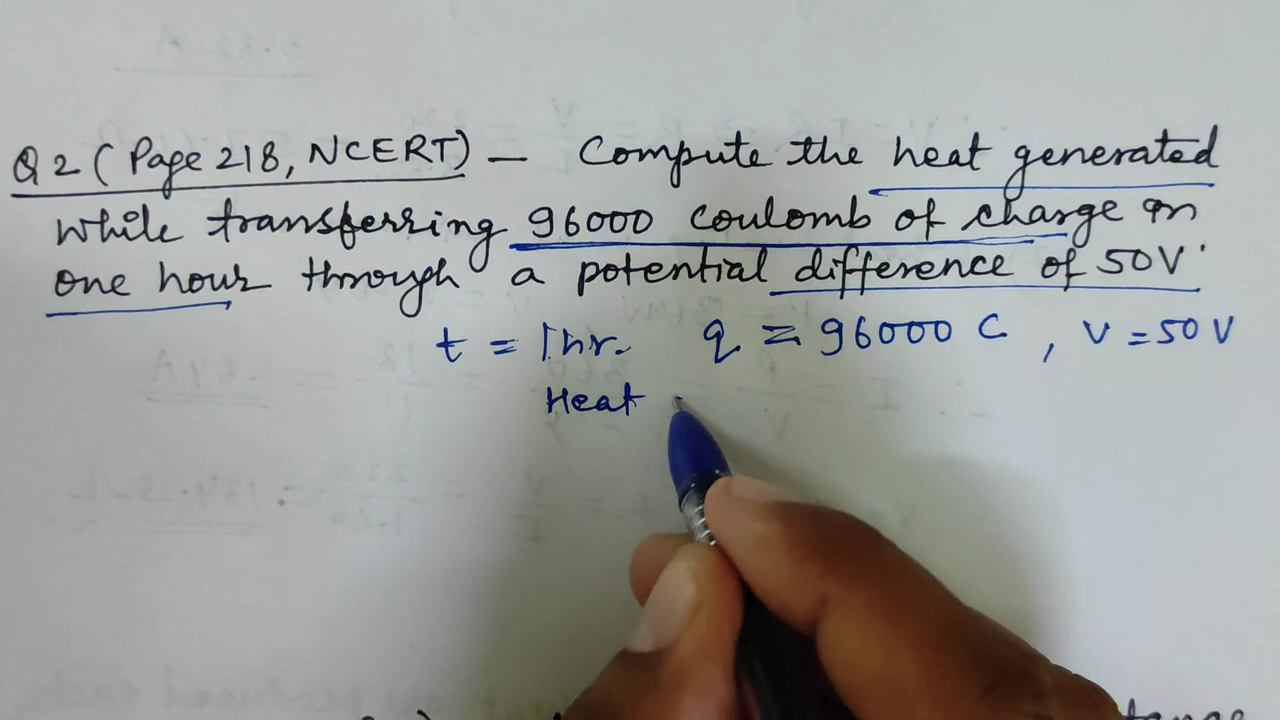 Q2 (Page 218, NCERT) - Compute the heat generated
while transferring 96000 coulomb of charge in
one hour through a potential difference of 50V.
t = 1hr. q = 96000 C, V = 50 V
Heat